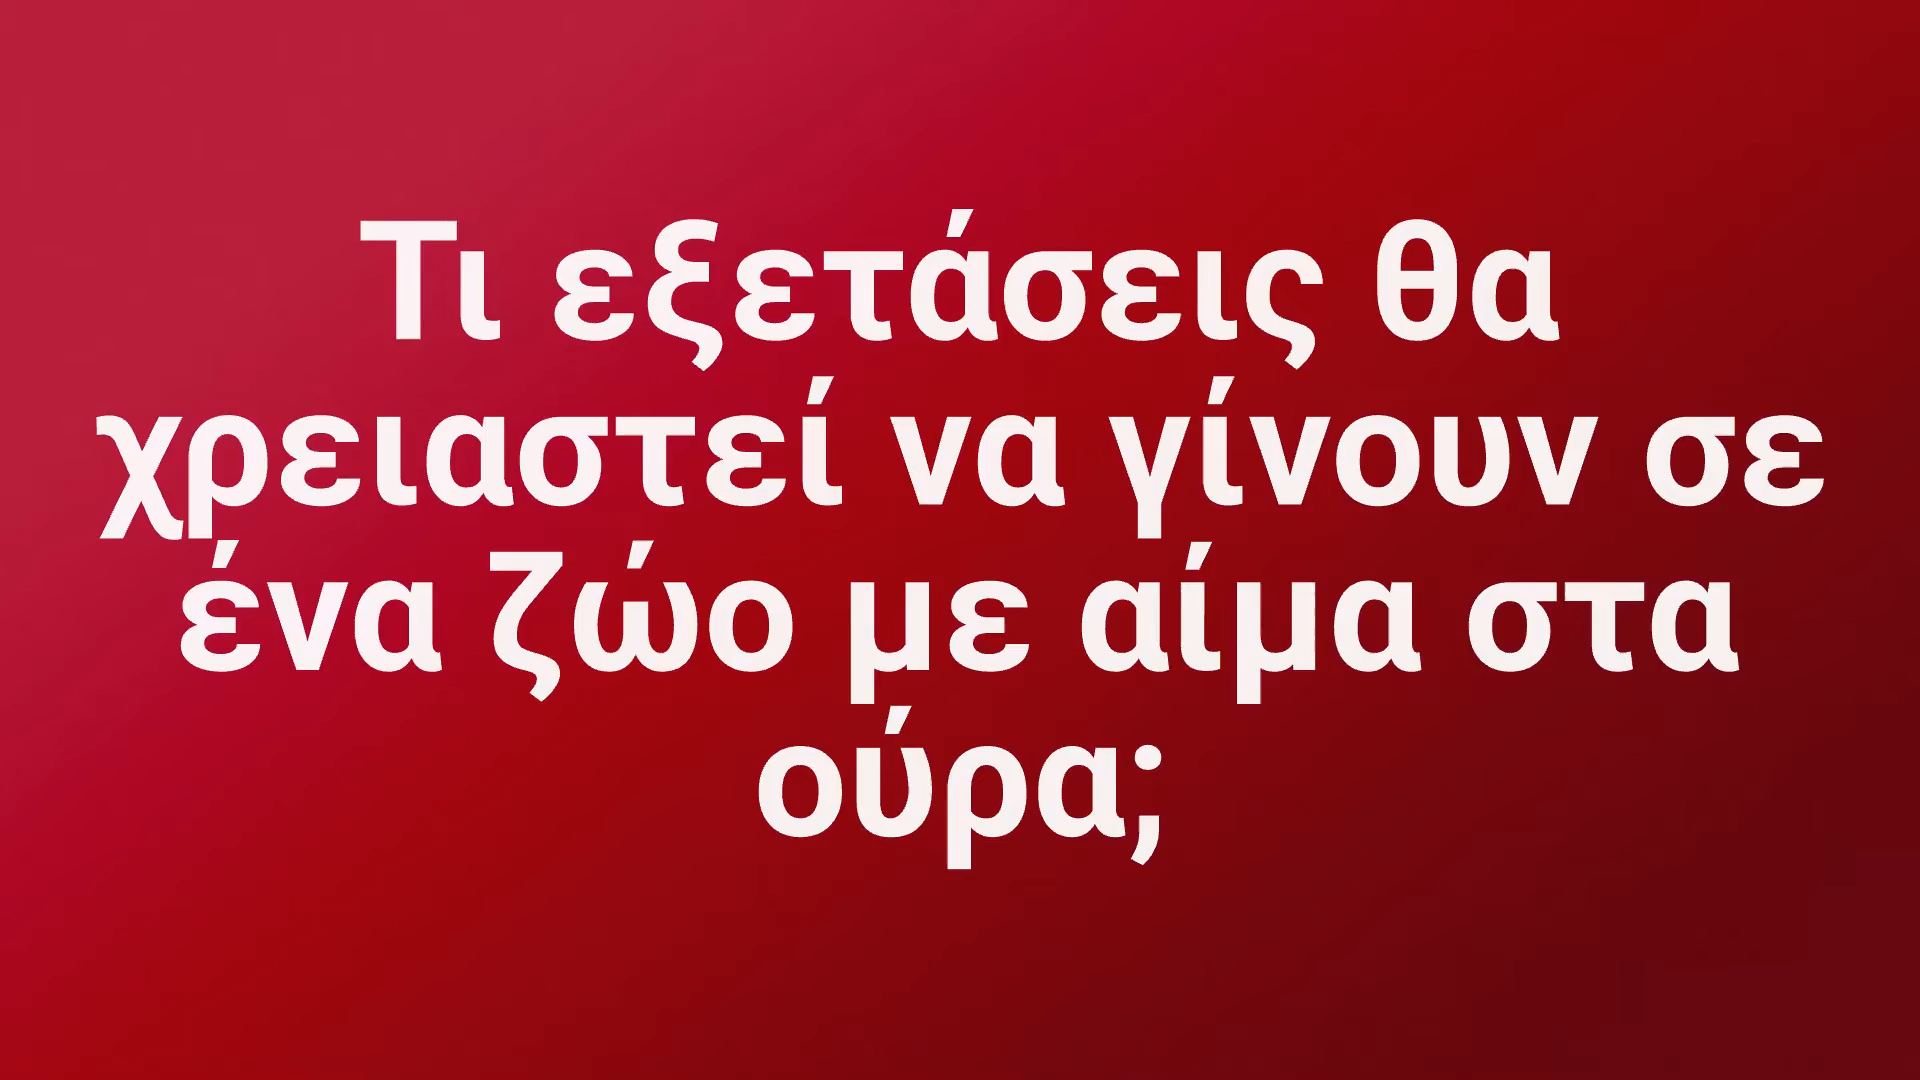 Τι εξετάσεις θα
χρειαστεί να γίνουν σε
ένα ζώο με αίμα στα
ούρα;